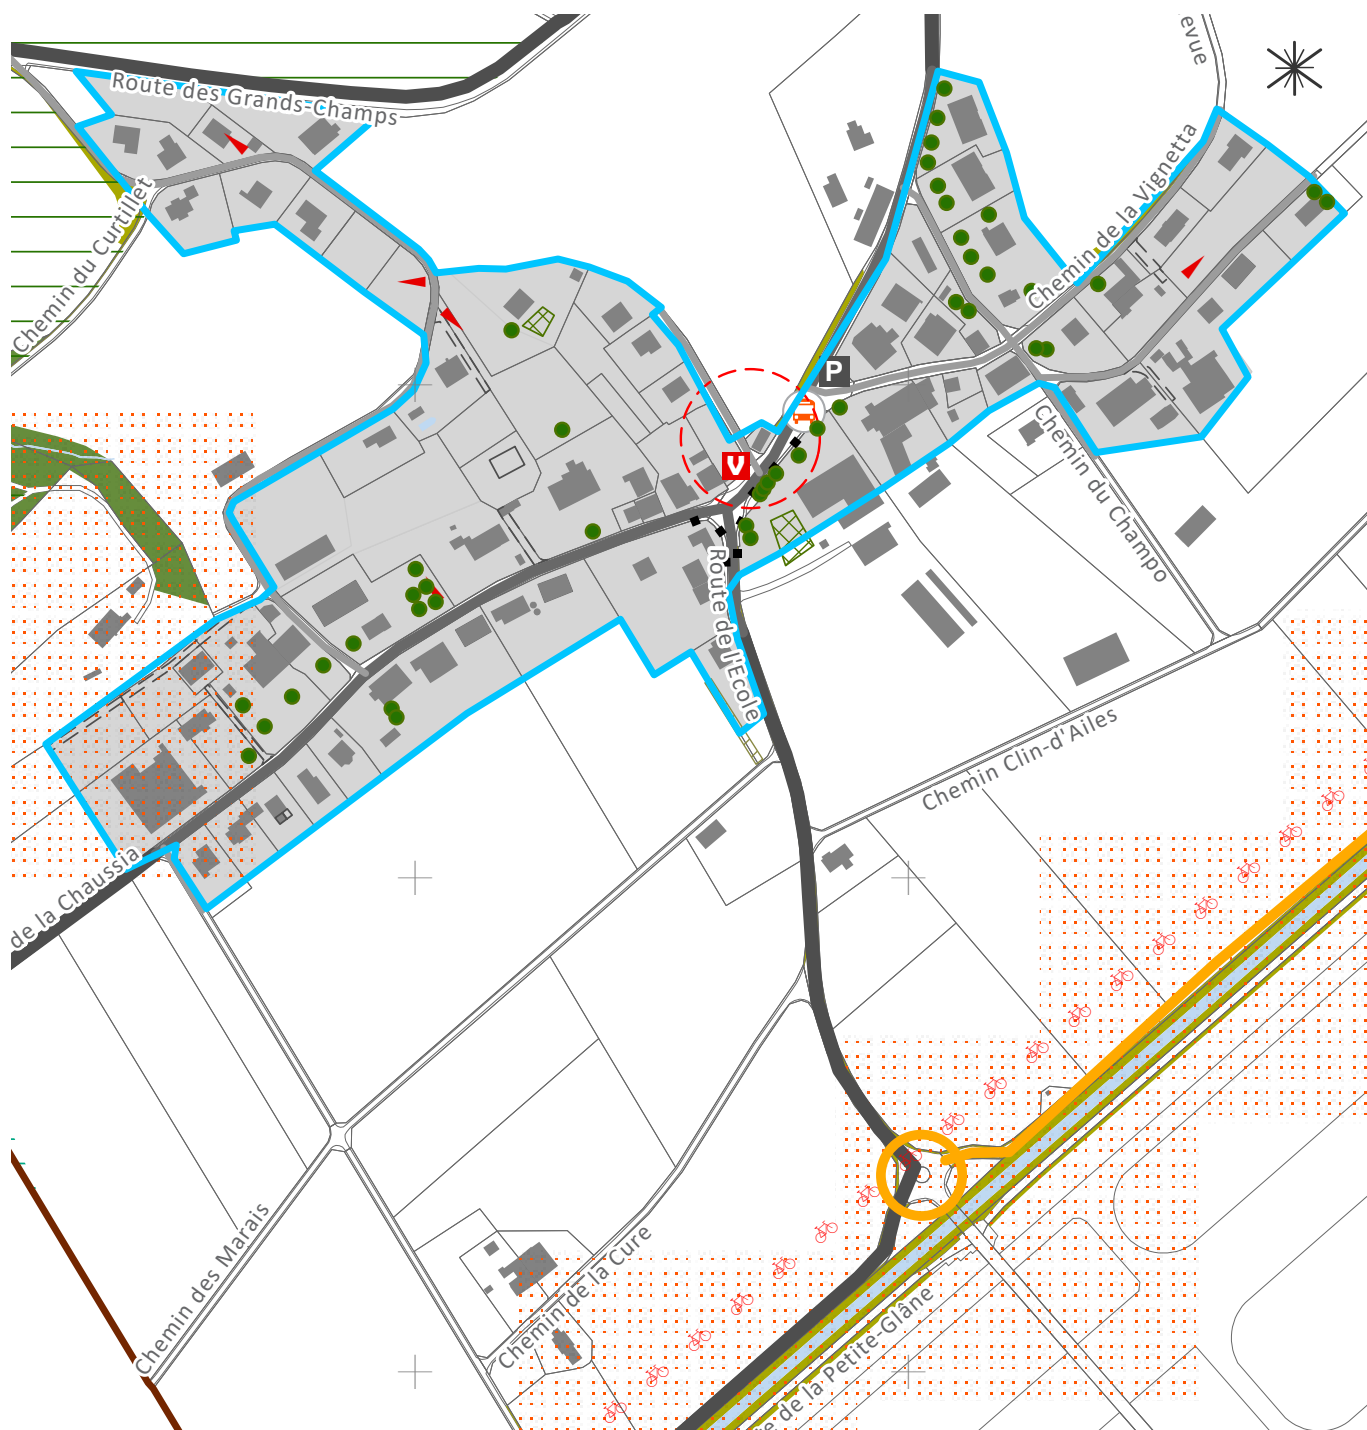 evue
Route des Grands-Champs
Chemin du Curtillet
Chemin de la Vignetta
P
V
Chemin du Champo
Route de l'Ecole
Chemin Clin-d'Ailes
de la Chaussia
Chemin des Marais
Chemin de la Cure
de la Petite-Glâne